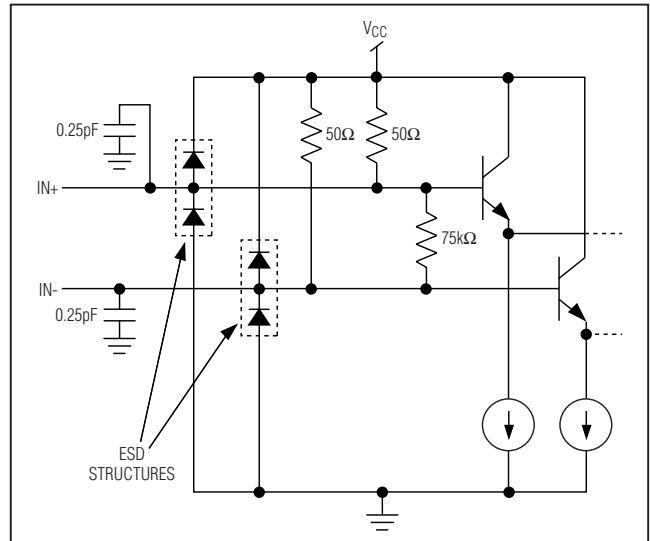 VCC
0.25pF
50Ω
50Ω
IN+
75kΩ
IN-
0.25pF
ESD
STRUCTURES